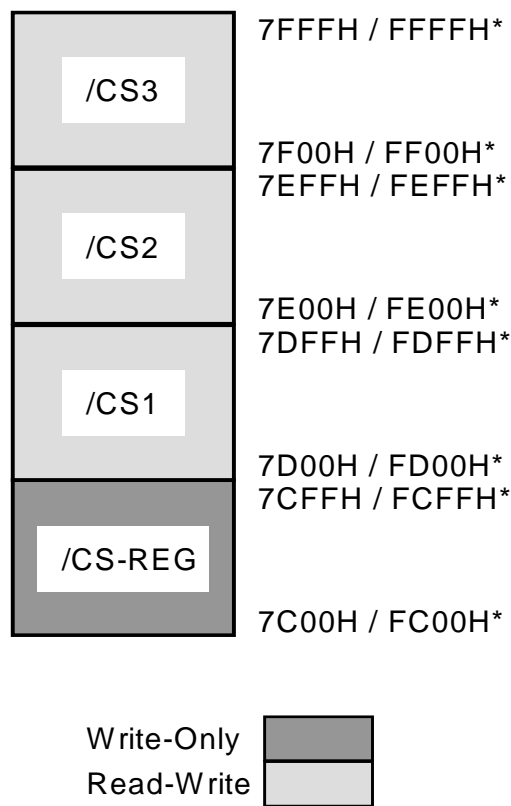 7FFFH / FFFFH*
/CS3
7F00H / FF00H*
7EFFH / FEFFH*
/CS2
7E00H / FE00H*
7DFFH / FDFFH*
/CS1
7D00H / FD00H*
7CFFH / FCFFH*
/CS-REG
7C00H / FC00H*
Write-Only
Read-Write